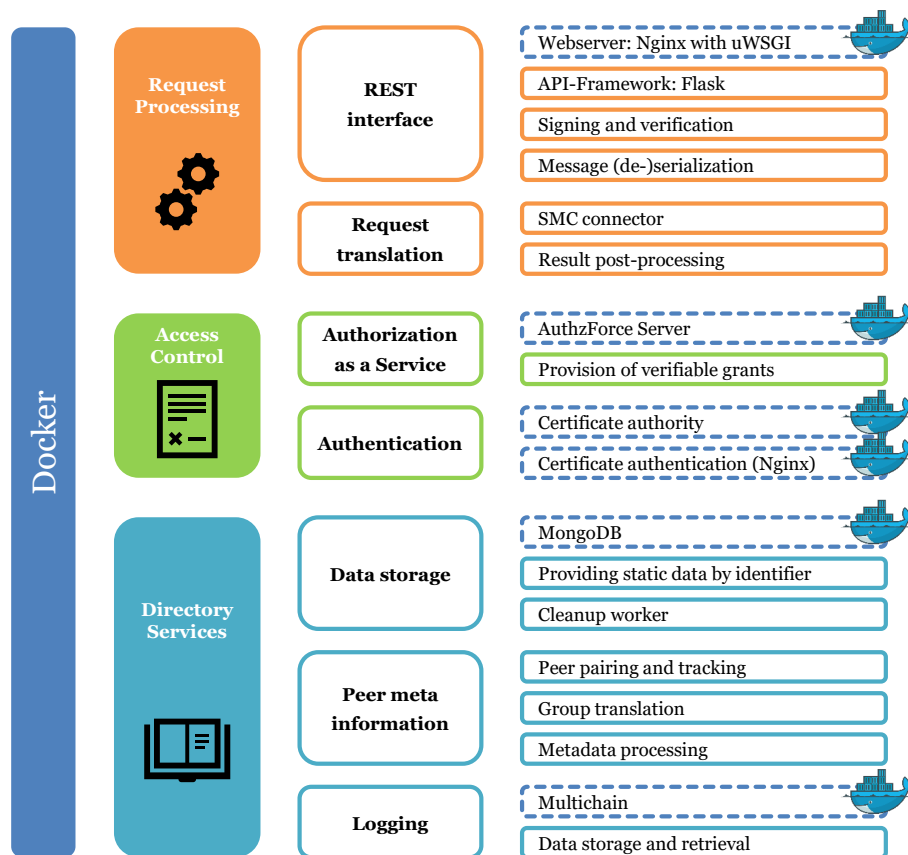 Docker
Request
Processing
REST
interface
Webserver: Nginx with uWSGI
API-Framework: Flask
Signing and verification
Message (de-)serialization
Request
translation
SMC connector
Result post-processing
Access
Control
Authorization
as a Service
AuthzForce Server
Provision of verifiable grants
Authentication
Certificate authority
Certificate authentication (Nginx)
Directory
Services
Data storage
MongoDB
Providing static data by identifier
Cleanup worker
Peer meta
information
Peer pairing and tracking
Group translation
Metadata processing
Logging
Multichain
Data storage and retrieval